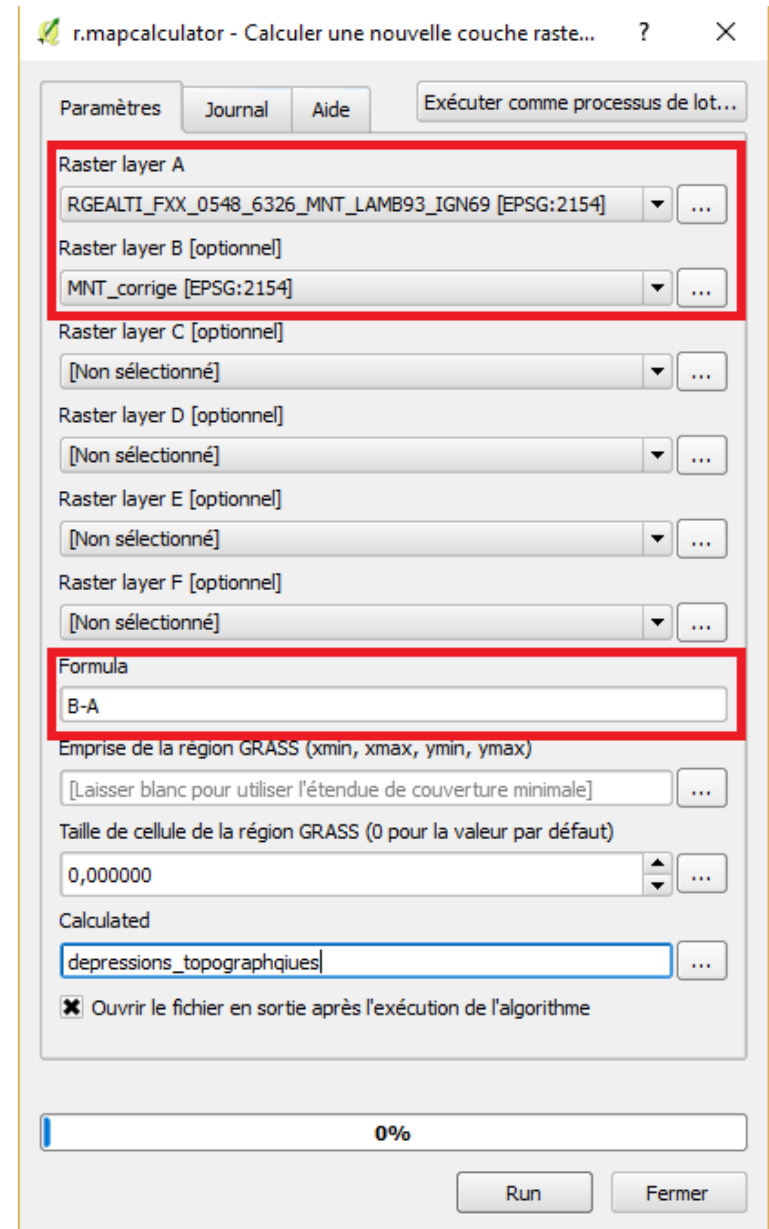 r.mapcalculator - Calculer une nouvelle couche raste... ? ×
Paramètres Journal Aide Exécuter comme processus de lot...
Raster layer A
RGEALTI_FXX_0548_6326_MNT_LAMB93_IGN69 [EPSG:2154] ...
Raster layer B [optionnel]
MNT_corrige [EPSG:2154] ...
Raster layer C [optionnel]
[Non sélectionné] ...
Raster layer D [optionnel]
[Non sélectionné] ...
Raster layer E [optionnel]
[Non sélectionné] ...
Raster layer F [optionnel]
[Non sélectionné] ...
Formula
B-A
Emprise de la région GRASS (xmin, xmax, ymin, ymax)
[Laisser blanc pour utiliser l'étendue de couverture minimale] ...
Taille de cellule de la région GRASS (0 pour la valeur par défaut)
0,000000 ...
Calculated
depressions_topographqiues ...
Ouvrir le fichier en sortie après l'exécution de l'algorithme
0%
Run Fermer